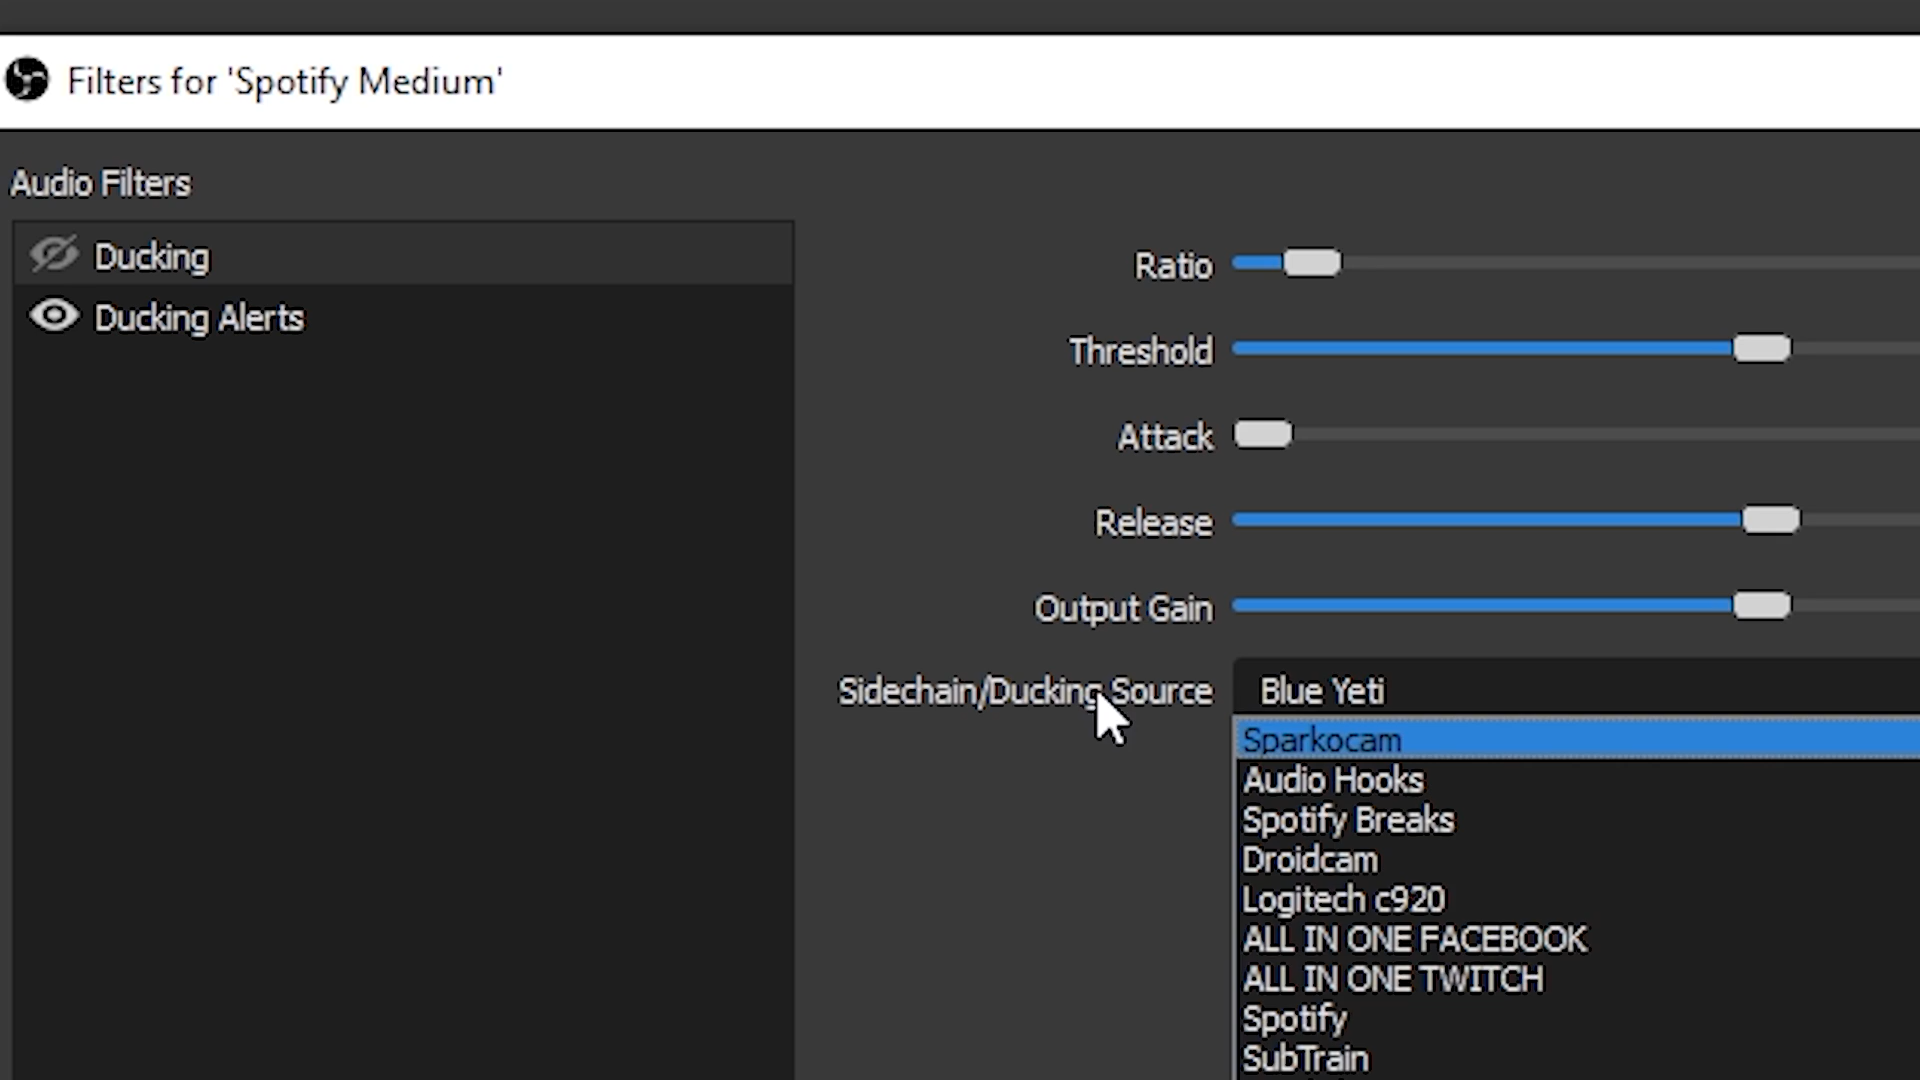 Filters for 'Spotify Medium'
Audio Filters
Ducking
Ducking Alerts
Ratio
Threshold
Attack
Release
Output Gain
Sidechain/Ducking Source
Blue Yeti
Sparkocam
Audio Hooks
Spotify Breaks
Droidcam
Logitech c920
ALL IN ONE FACEBOOK
ALL IN ONE TWITCH
Spotify
SubTrain